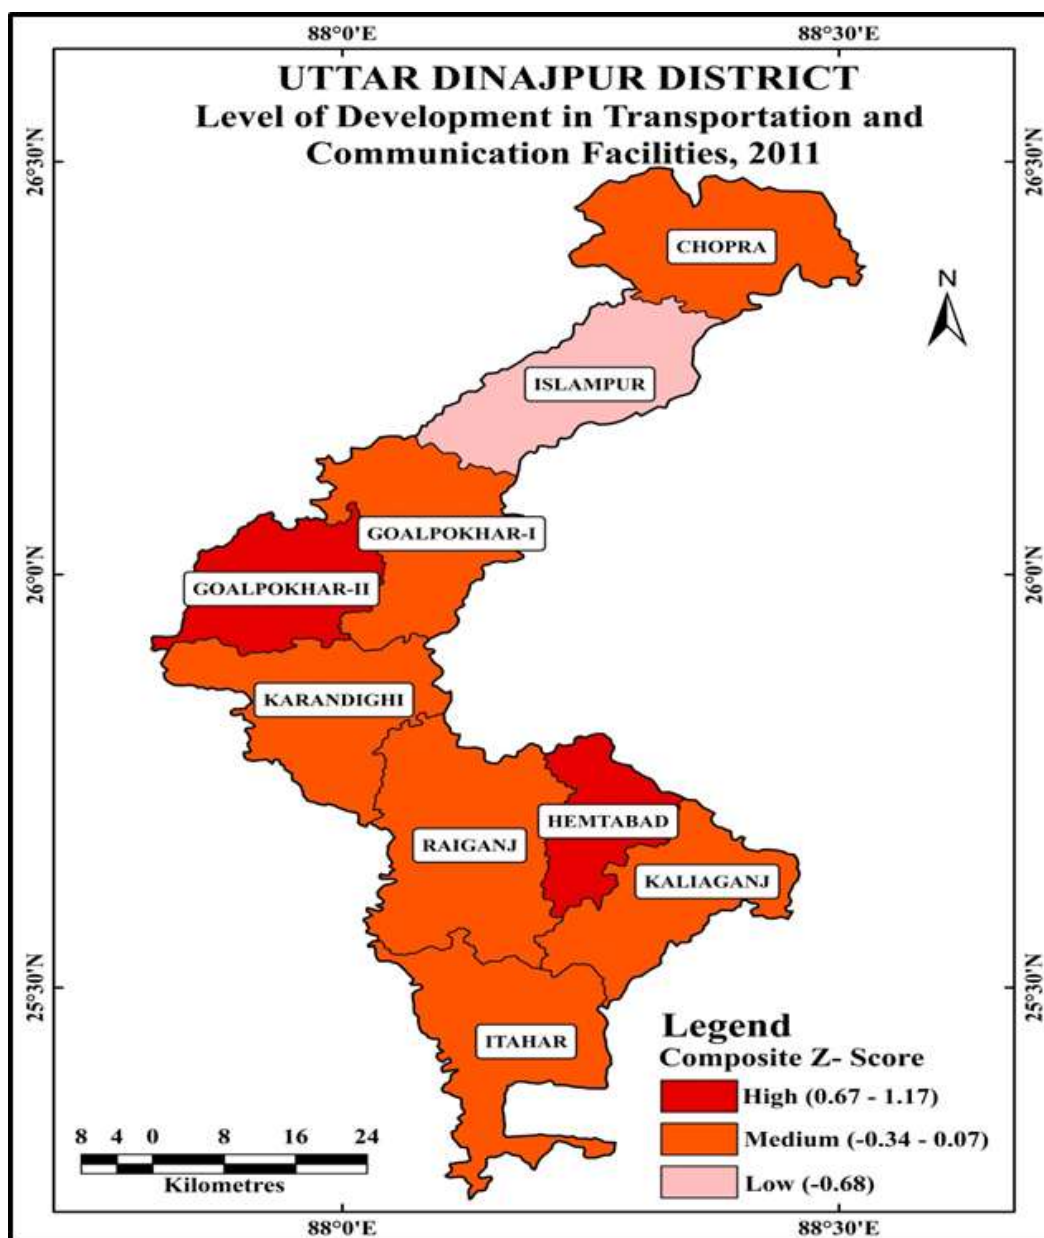 88°0'E 88°30'E
UTTAR DINAJPUR DISTRICT
Level of Development in Transportation and
Communication Facilities, 2011
26°30'N 26°30'N
CHOPRA
N
ISLAMPUR
GOALPOKHAR-I
26°0'N 26°0'N
GOALPOKHAR-II
KARANDIGHI
HEMTABAD
RAIGANJ
KALIAGANJ
25°30'N 25°30'N
ITAHAR
Legend
Composite Z- Score
High (0.67 - 1.17)
Medium (-0.34 - 0.07)
Low (-0.68)
8 4 0 8 16 24
Kilometres
88°0'E 88°30'E